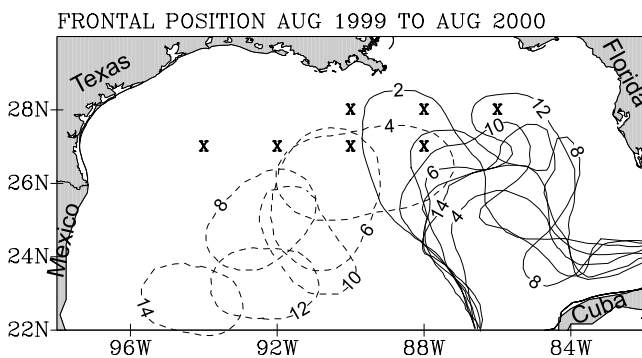 FRONTAL POSITION AUG 1999 TO AUG 2000
Texas
Florida
28N
26N
24N
22N
Mexico
Cuba
96W 92W 88W 84W
X X X
X X X X
2
4
12
10
8
6
14
4
8
8
6
10
12
14